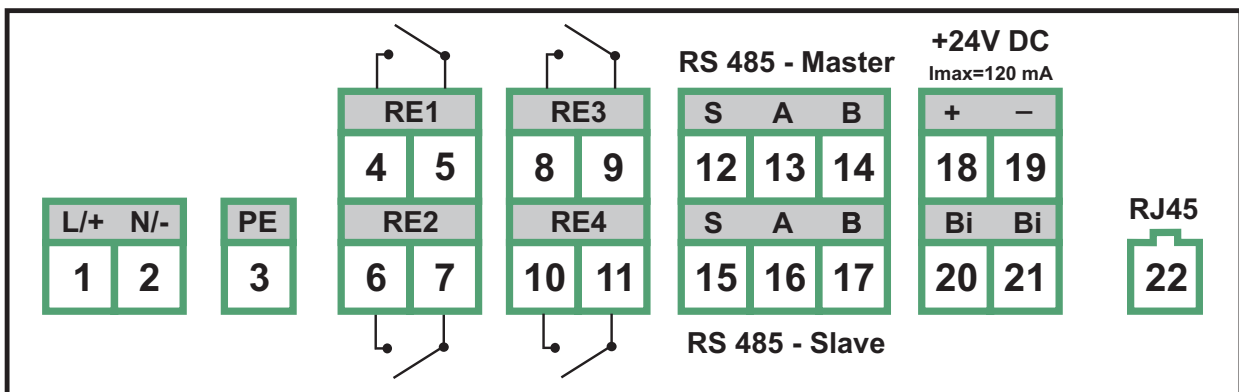 +24V DC
RS 485 - Master
Imax=120 mA
RE1 RE3 S A B + –
4 5 8 9 12 13 14 18 19
L/+ N/- PE RE2 RE4 S A B Bi Bi RJ45
1 2 3 6 7 10 11 15 16 17 20 21 22
RS 485 - Slave